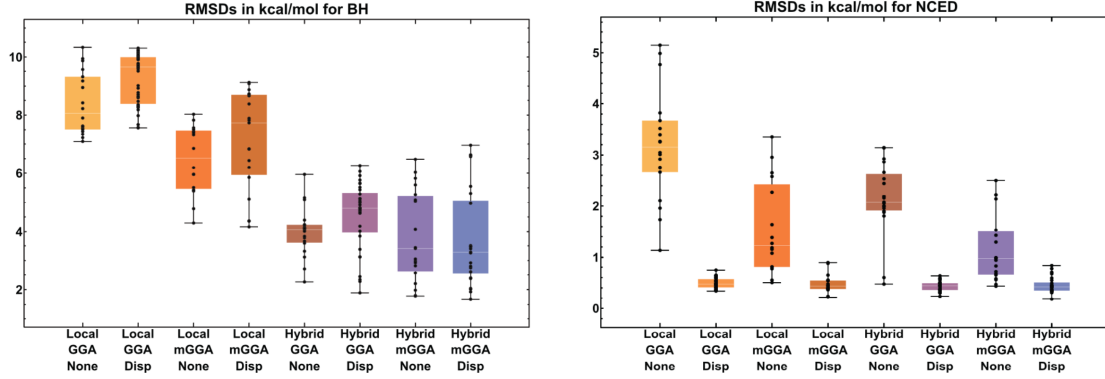 RMSDs in kcal/mol for BH
10
8
6
4
2
Local Local Local Local Hybrid Hybrid Hybrid Hybrid
GGA GGA mGGA mGGA GGA GGA mGGA mGGA
None Disp None Disp None Disp None Disp
RMSDs in kcal/mol for NCED
5
4
3
2
1
0
Local Local Local Local Hybrid Hybrid Hybrid Hybrid
GGA GGA mGGA mGGA GGA GGA mGGA mGGA
None Disp None Disp None Disp None Disp